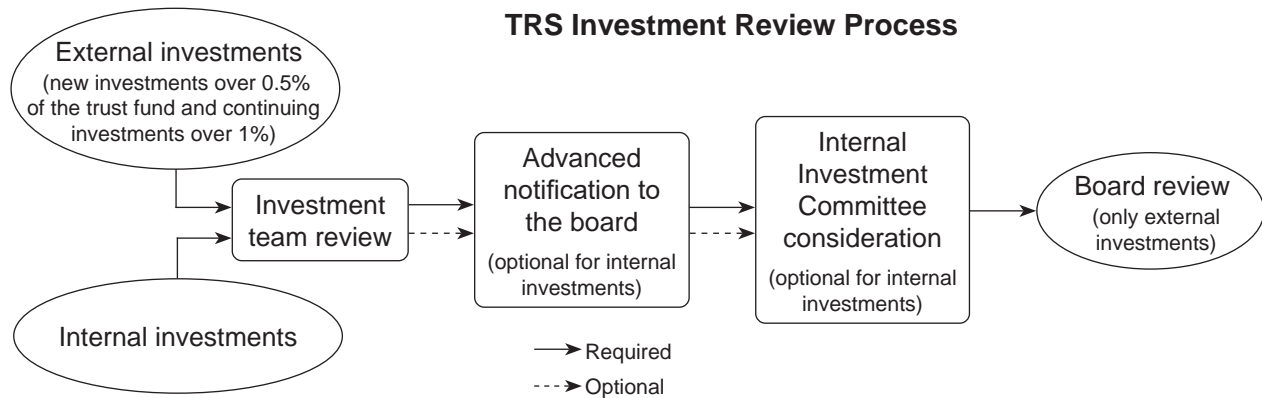 TRS Investment Review Process
External investments
(new investments over 0.5%
of the trust fund and continuing
investments over 1%)
Investment
team review
Internal investments
Advanced
notification to
the board
(optional for internal
investments)
Internal
Investment
Committee
consideration
(optional for internal
investments)
Board review
(only external
investments)
Required
Optional